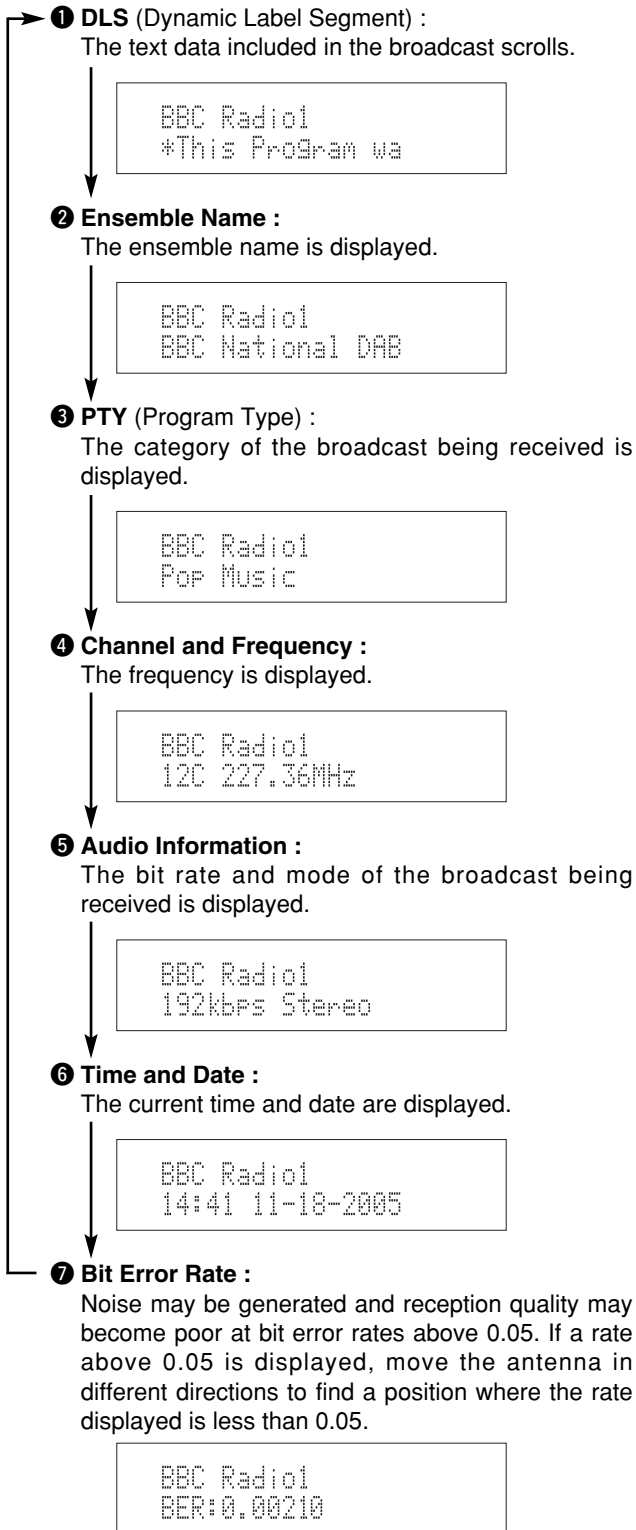 ❶ DLS (Dynamic Label Segment) :
The text data included in the broadcast scrolls.
BBC Radio1
*This Program wa
❷ Ensemble Name :
The ensemble name is displayed.
BBC Radio1
BBC National DAB
❸ PTY (Program Type) :
The category of the broadcast being received is
displayed.
BBC Radio1
Pop Music
❹ Channel and Frequency :
The frequency is displayed.
BBC Radio1
12C 227.36MHz
❺ Audio Information :
The bit rate and mode of the broadcast being
received is displayed.
BBC Radio1
192kbps Stereo
❻ Time and Date :
The current time and date are displayed.
BBC Radio1
14:41 11-18-2005
❼ Bit Error Rate :
Noise may be generated and reception quality may
become poor at bit error rates above 0.05. If a rate
above 0.05 is displayed, move the antenna in
different directions to find a position where the rate
displayed is less than 0.05.
BBC Radio1
BER:0.00210